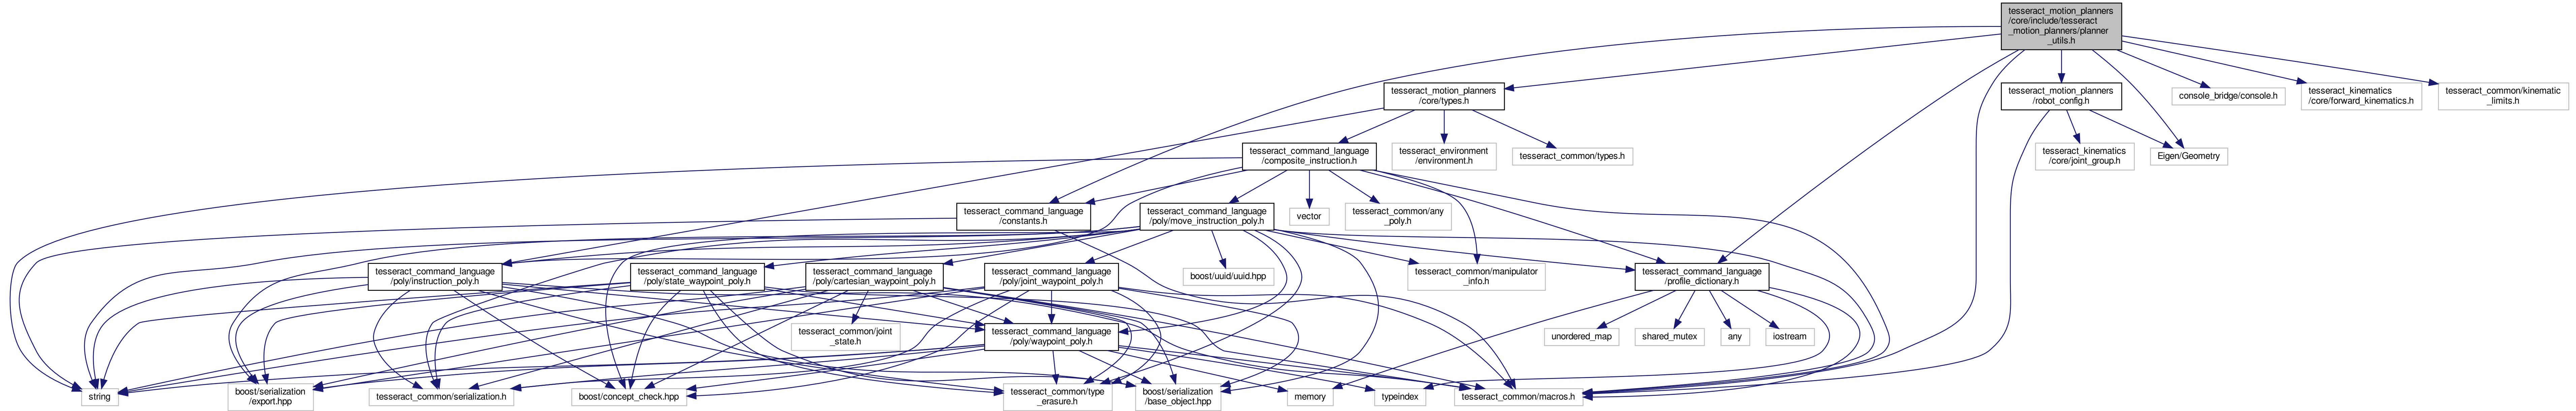 tesseract_motion_planners
/core/include/tesseract
_motion_planners/planner
_utils.h
tesseract_motion_planners
/core/types.h
tesseract_motion_planners
/robot_config.h
console_bridge/console.h
tesseract_kinematics
/core/forward_kinematics.h
tesseract_common/kinematic
_limits.h
tesseract_command_language
/composite_instruction.h
tesseract_environment
/environment.h
tesseract_common/types.h
tesseract_kinematics
/core/joint_group.h
Eigen/Geometry
tesseract_command_language
/constants.h
tesseract_command_language
/poly/move_instruction_poly.h
vector
tesseract_common/any
_poly.h
tesseract_command_language
/poly/instruction_poly.h
tesseract_command_language
/poly/state_waypoint_poly.h
tesseract_command_language
/poly/cartesian_waypoint_poly.h
tesseract_command_language
/poly/joint_waypoint_poly.h
boost/uuid/uuid.hpp
tesseract_common/manipulator
_info.h
tesseract_command_language
/profile_dictionary.h
tesseract_common/joint
_state.h
tesseract_command_language
/poly/waypoint_poly.h
unordered_map
shared_mutex
any
iostream
string
boost/serialization
/export.hpp
tesseract_common/serialization.h
boost/concept_check.hpp
tesseract_common/type
_erasure.h
boost/serialization
/base_object.hpp
memory
typeindex
tesseract_common/macros.h